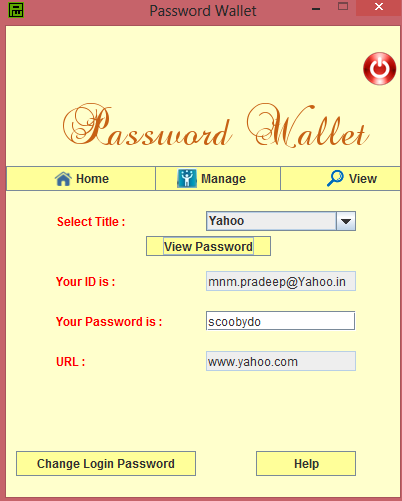 Password Wallet
Password Wallet
Home Manage View
Select Title : Yahoo
View Password
Your ID is : mnm.pradeep@Yahoo.in
Your Password is : scoobydo
URL : www.yahoo.com
Change Login Password Help